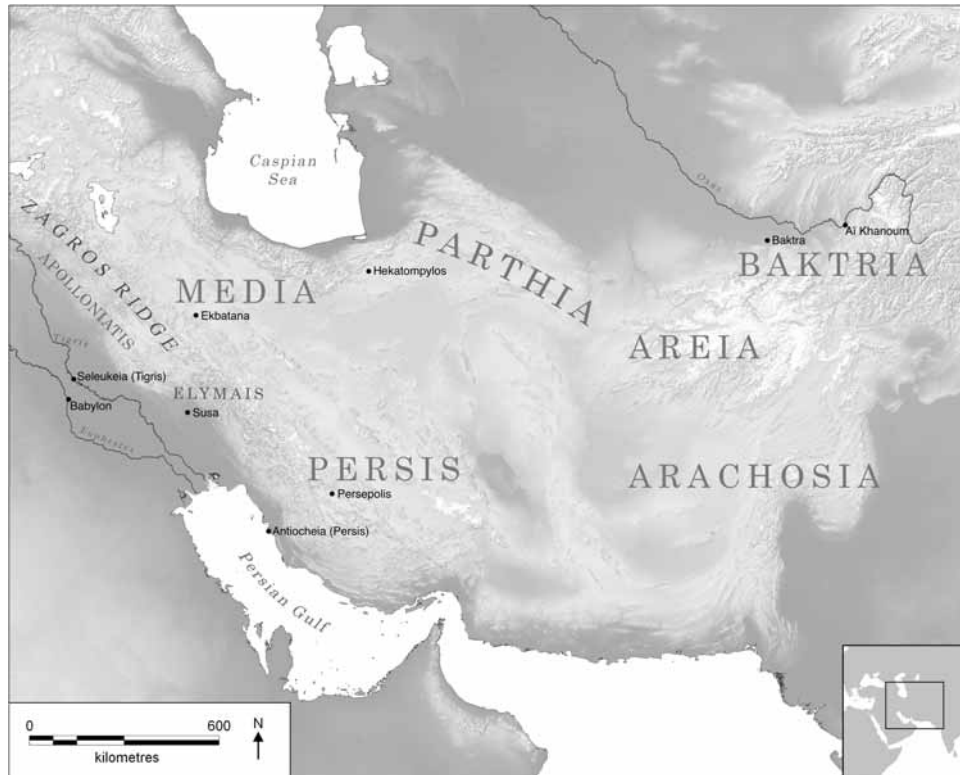 Caspian
Sea
Oxus
Aï Khanoum
Baktra
BAKTRIA
PARTHIA
Hekatompylos
ZAGROS RIDGE
APOLLONIATIS
MEDIA
Ekbatana
AREIA
Tigris
Seleukeia (Tigris)
Babylon
ELYMAIS
Susa
Euphrates
PERSIS
Persepolis
ARACHOSIA
Antiocheia (Persis)
Persian Gulf
0 600
kilometres
N